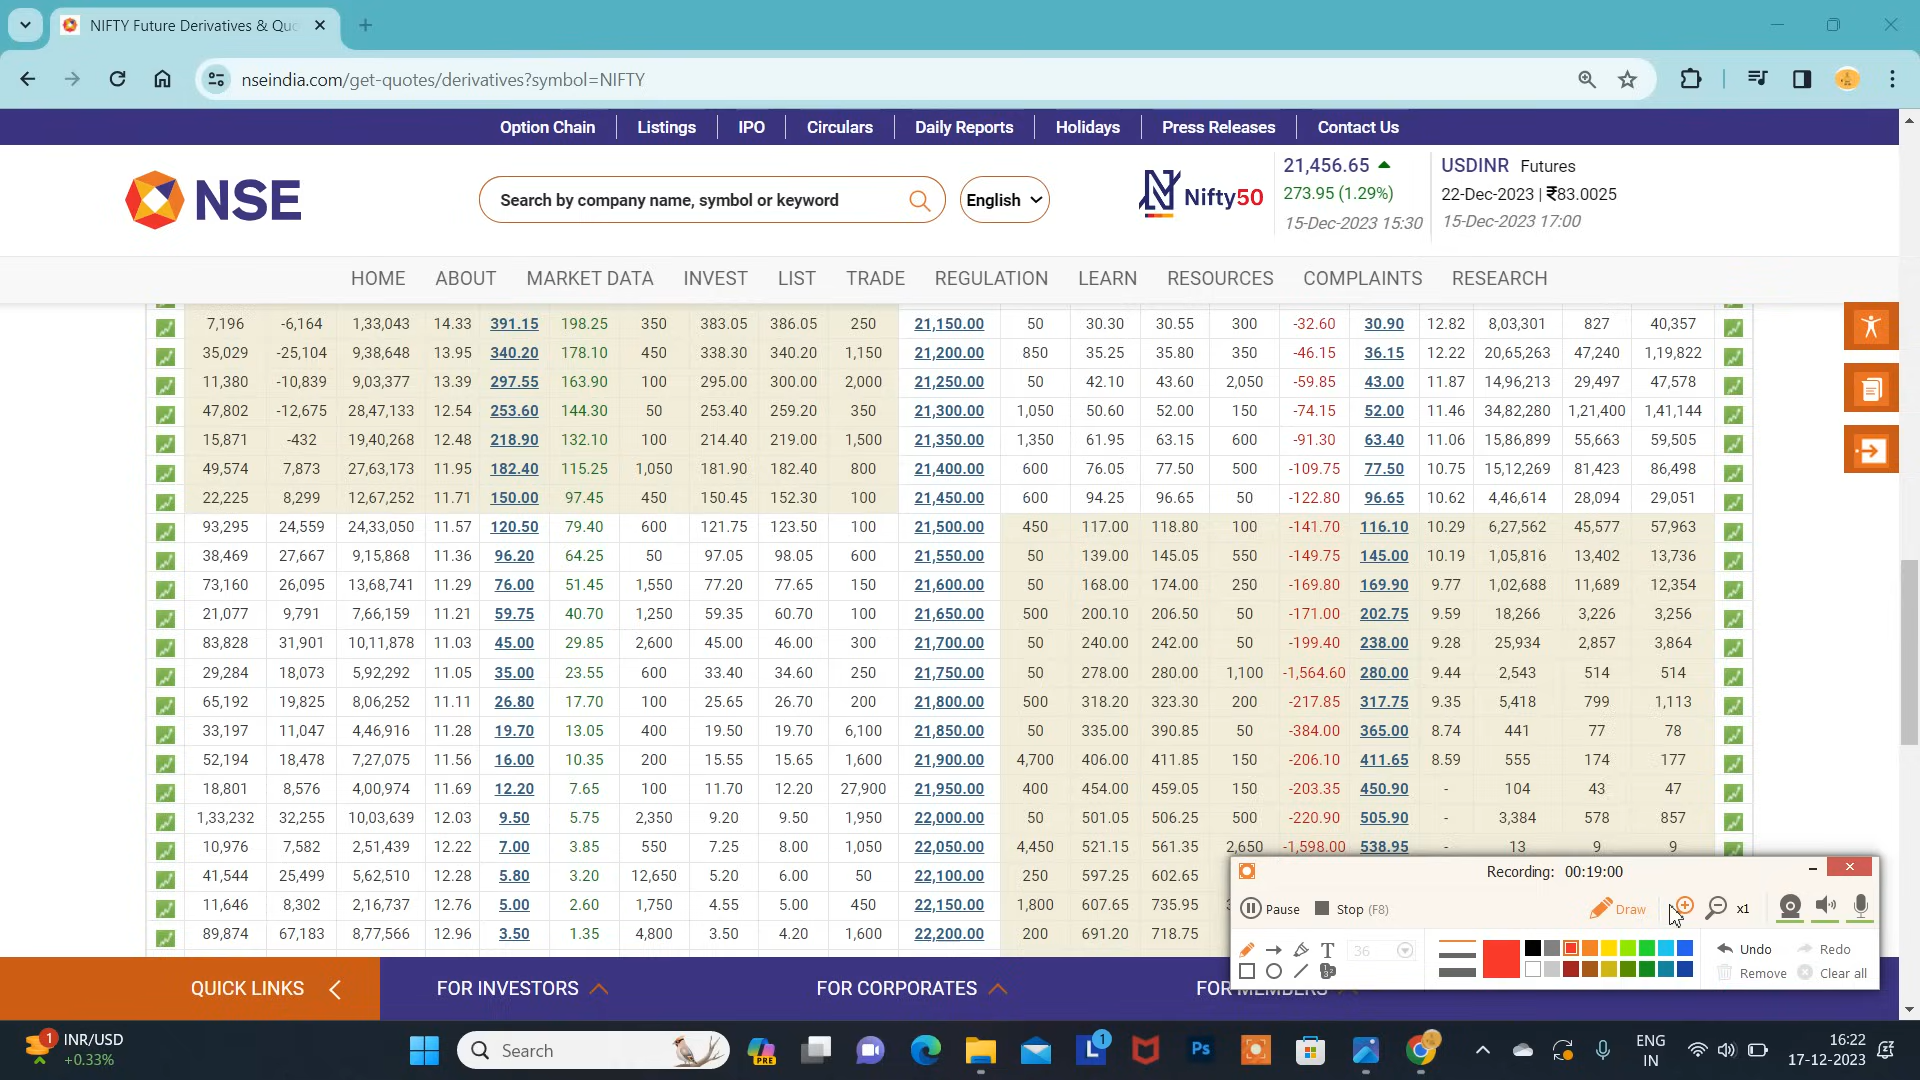 NIFTY Future Derivatives & Quo
nseindia.com/get-quotes/derivatives?symbol=NIFTY
Option Chain Listings IPO Circulars Daily Reports Holidays Press Releases Contact Us
NSE
Search by company name, symbol or keyword
English
Nifty50
21,456.65
273.95 (1.29%)
15-Dec-2023 15:30
USDINR Futures
22-Dec-2023 | ₹83.0025
15-Dec-2023 17:00
HOME ABOUT MARKET DATA INVEST LIST TRADE REGULATION LEARN RESOURCES COMPLAINTS RESEARCH
7,196 -6,164 1,33,043 14.33 391.15 198.25 350 383.05 386.05 250 21,150.00 50 30.30 30.55 300 -32.60 30.90 12.82 8,03,301 827 40,357
35,029 -25,104 9,38,648 13.95 340.20 178.10 450 338.30 340.20 1,150 21,200.00 850 35.25 35.80 350 -46.15 36.15 12.22 20,65,263 47,240 1,19,822
11,380 -10,839 9,03,377 13.39 297.55 163.90 100 295.00 300.00 2,000 21,250.00 50 42.10 43.60 2,050 -59.85 43.00 11.87 14,96,213 29,497 47,578
47,802 -12,675 28,47,133 12.54 253.60 144.30 50 253.40 259.20 350 21,300.00 1,050 50.60 52.00 150 -74.15 52.00 11.46 34,82,280 1,21,400 1,41,144
15,871 -432 19,40,268 12.48 218.90 132.10 100 214.40 219.00 1,500 21,350.00 1,350 61.95 63.15 600 -91.30 63.40 11.06 15,86,899 55,663 59,505
49,574 7,873 27,63,173 11.95 182.40 115.25 1,050 181.90 182.40 800 21,400.00 600 76.05 77.50 500 -109.75 77.50 10.75 15,12,269 81,423 86,498
22,225 8,299 12,67,252 11.71 150.00 97.45 450 150.45 152.30 100 21,450.00 600 94.25 96.65 50 -122.80 96.65 10.62 4,46,614 28,094 29,051
93,295 24,559 24,33,050 11.57 120.50 79.40 600 121.75 123.50 100 21,500.00 450 117.00 118.80 100 -141.70 116.10 10.29 6,27,562 45,577 57,963
38,469 27,667 9,15,868 11.36 96.20 64.25 50 97.05 98.05 600 21,550.00 50 139.00 145.05 550 -149.75 145.00 10.19 1,05,816 13,402 13,736
73,160 26,095 13,68,741 11.29 76.00 51.45 1,550 77.20 77.65 150 21,600.00 50 168.00 174.00 250 -169.80 169.90 9.77 1,02,688 11,689 12,354
21,077 9,791 7,66,159 11.21 59.75 40.70 1,250 59.35 60.70 100 21,650.00 500 200.10 206.50 50 -171.00 202.75 9.59 18,266 3,226 3,256
83,828 31,901 10,11,878 11.03 45.00 29.85 2,600 45.00 46.00 300 21,700.00 50 240.00 242.00 50 -199.40 238.00 9.28 25,934 2,857 3,864
29,284 18,073 5,92,292 11.05 35.00 23.55 600 33.40 34.60 250 21,750.00 50 278.00 280.00 1,100 -1,564.60 280.00 9.44 2,543 514 514
65,192 19,825 8,06,252 11.11 26.80 17.70 100 25.65 26.70 200 21,800.00 500 318.20 323.30 200 -217.85 317.75 9.35 5,418 799 1,113
33,197 11,047 4,46,916 11.28 19.70 13.05 400 19.50 19.70 6,100 21,850.00 50 335.00 390.85 50 -384.00 365.00 8.74 441 77 78
52,194 18,478 7,27,075 11.56 16.00 10.35 200 15.55 15.65 1,600 21,900.00 4,700 406.00 411.85 150 -206.10 411.65 8.59 555 174 177
18,801 8,576 4,00,974 11.69 12.20 7.65 100 11.70 12.20 27,900 21,950.00 400 454.00 459.05 150 -203.35 450.90 - 104 43 47
1,33,232 32,255 10,03,639 12.03 9.50 5.75 2,350 9.20 9.50 1,950 22,000.00 50 501.05 506.25 500 -220.90 505.90 - 3,384 578 857
10,976 7,582 2,51,439 12.22 7.00 3.85 550 7.25 8.00 1,050 22,050.00 4,450 521.15 561.35 2,650 -1,598.00 538.95 - 13 9 9
41,544 25,499 5,62,510 12.28 5.80 3.20 12,650 5.20 6.00 50 22,100.00 250 597.25 602.65
11,646 8,302 2,16,737 12.76 5.00 2.60 1,750 4.55 5.00 450 22,150.00 1,800 607.65 735.95
89,874 67,183 8,77,566 12.96 3.50 1.35 4,800 3.50 4.20 1,600 22,200.00 200 691.20 718.75
Recording: 00:19:00
Pause Stop (F8) Draw x1
T 36
Undo Redo
Remove Clear all
QUICK LINKS FOR INVESTORS FOR CORPORATES FOR MEMBERS
1 INR/USD
+0.33%
Search
PRE
L 1
Ps
ENG
IN
16:22
17-12-2023